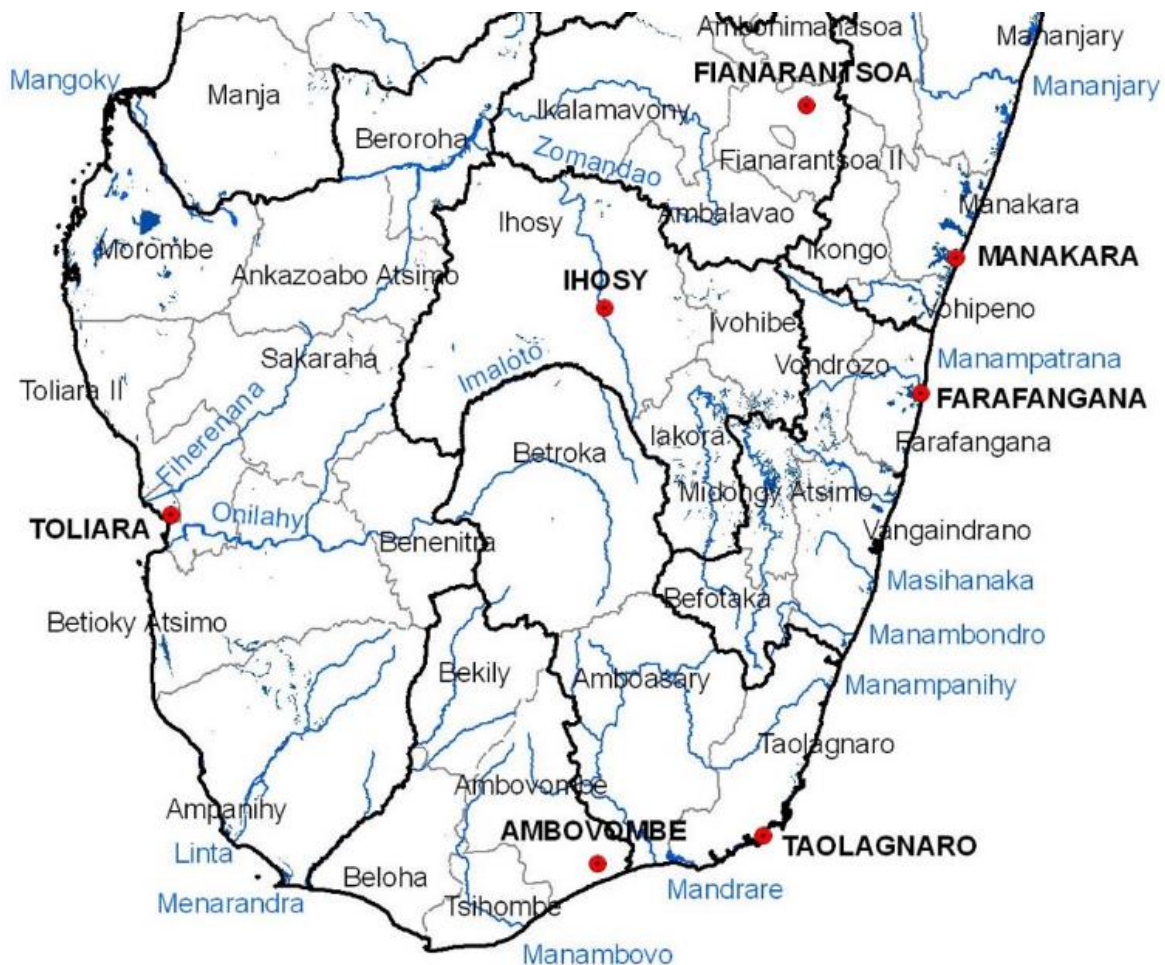 Ambohimahasoa
Mananjary
FIANARANTSOA
Mangoky
Manja
Mananjary
Ikalamavony
Beroroha
Zomandao
Fianarantsoa II
Ihosy
Ambalavao
Manakara
Morombe
Ikongo
MANAKARA
Ankazoabo Atsimo
IHOSY
Vohipeno
Ivohibe
Sakaraha
Imaloto
Vondrozo
Manampatrana
Toliara II
FARAFANGANA
Fiherenana
Iakora
Farafangana
Betroka
Midongy Atsimo
Onilahy
TOLIARA
Vangaindrano
Benenitra
Masihanaka
Befotaka
Betioky Atsimo
Manambondro
Bekily
Amboasary
Manampanihy
Taolagnaro
Ambovombe
Ampanihy
AMBOVOMBE
TAOLAGNARO
Linta
Beloha
Mandrare
Menarandra
Tsihombe
Manambovo